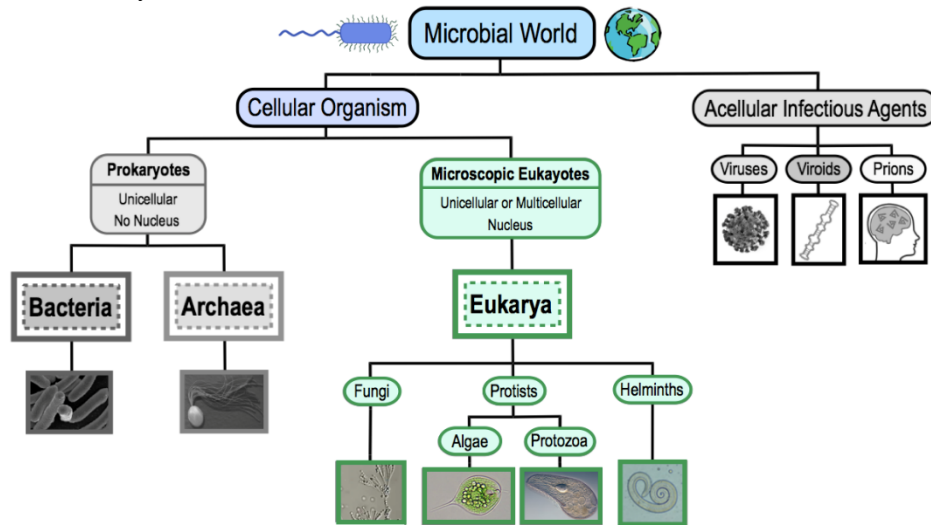 Microbial World
Cellular Organism
Acellular Infectious Agents
Prokaryotes
Unicellular
No Nucleus
Microscopic Eukayotes
Unicellular or Multicellular
Nucleus
Viruses
Viroids
Prions
Bacteria
Archaea
Eukarya
Fungi
Protists
Helminths
Algae
Protozoa